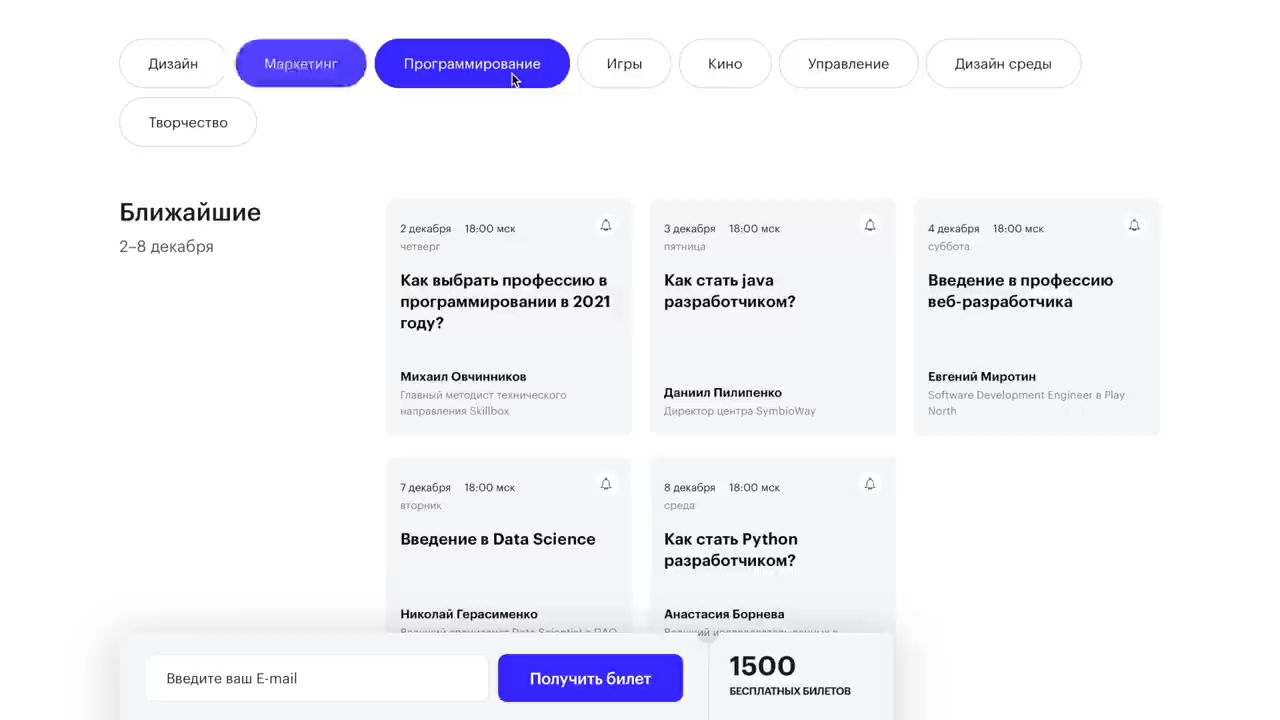 Дизайн
Маркетинг
Программирование
Игры
Кино
Управление
Дизайн среды
Творчество
Ближайшие
2–8 декабря
2 декабря 18:00 мск
четверг
Как выбрать профессию в
программировании в 2021
году?
Михаил Овчинников
Главный методист технического
направления Skillbox
3 декабря 18:00 мск
пятница
Как стать java
разработчиком?
Даниил Пилипенко
Директор центра SymbioWay
4 декабря 18:00 мск
суббота
Введение в профессию
веб-разработчика
Евгений Миротин
Software Development Engineer в Play
North
7 декабря 18:00 мск
вторник
Введение в Data Science
Николай Герасименко
8 декабря 18:00 мск
среда
Как стать Python
разработчиком?
Анастасия Борнева
Введите ваш E-mail
Получить билет
1500
БЕСПЛАТНЫХ БИЛЕТОВ